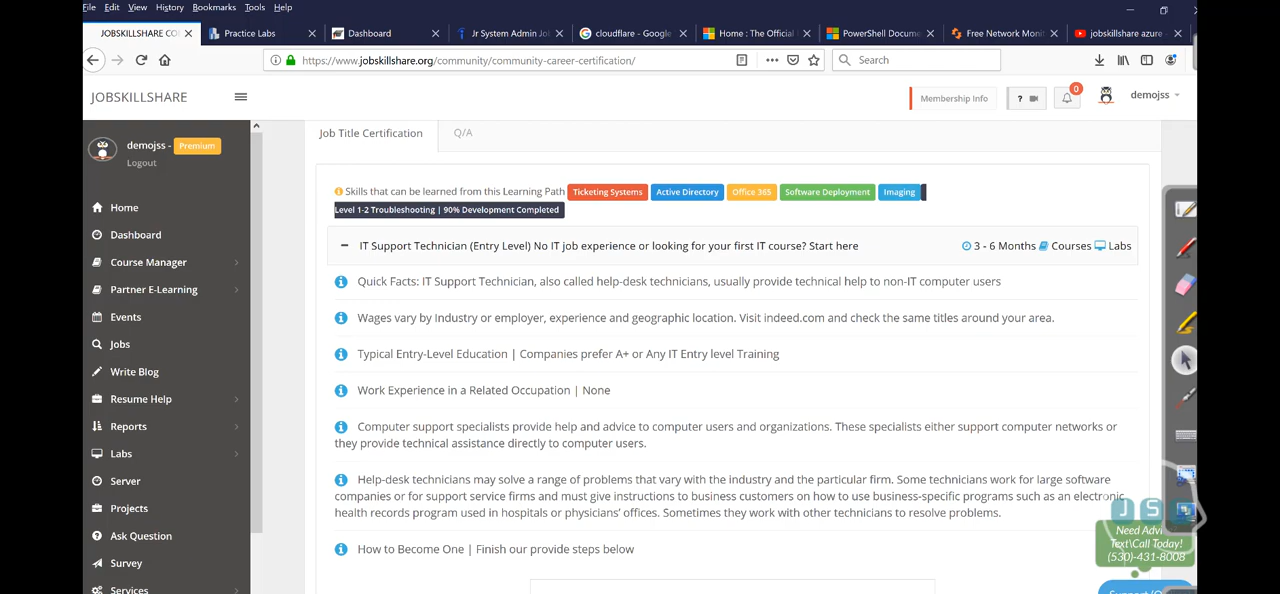 File Edit View History Bookmarks Tools Help
JOBSKILLSHARE CO Practice Labs Dashboard Jr System Admin Jo cloudflare - Google Home : The Official PowerShell Docume Free Network Moni jobskillshare azure -
https://www.jobskillshare.org/community/community-career-certification/ Search
JOBSKILLSHARE Membership Info ? 0 demojss
demojss - Premium
Logout
Home
Dashboard
Course Manager
Partner E-Learning
Events
Jobs
Write Blog
Resume Help
Reports
Labs
Server
Projects
Ask Question
Survey
Services
Job Title Certification Q/A
Skills that can be learned from this Learning Path Ticketing Systems Active Directory Office 365 Software Deployment Imaging
Level 1-2 Troubleshooting | 90% Development Completed
IT Support Technician (Entry Level) No IT job experience or looking for your first IT course? Start here 3 - 6 Months Courses Labs
Quick Facts: IT Support Technician, also called help-desk technicians, usually provide technical help to non-IT computer users
Wages vary by Industry or employer, experience and geographic location. Visit indeed.com and check the same titles around your area.
Typical Entry-Level Education | Companies prefer A+ or Any IT Entry level Training
Work Experience in a Related Occupation | None
Computer support specialists provide help and advice to computer users and organizations. These specialists either support computer networks or
they provide technical assistance directly to computer users.
Help-desk technicians may solve a range of problems that vary with the industry and the particular firm. Some technicians work for large software
companies or for support service firms and must give instructions to business customers on how to use business-specific programs such as an electronic
health records program used in hospitals or physicians' offices. Sometimes they work with other technicians to resolve problems.
How to Become One | Finish our provide steps below
J S S
Need Advi
Text\Call Today!
(530)-431-8008